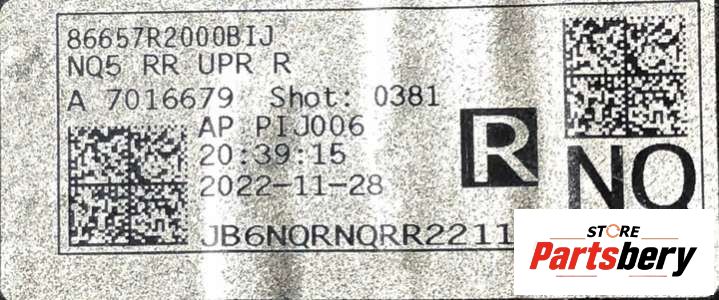 86657R2000BIJ
NQ5 RR UPR R
A 7016679 Shot: 0381
AP PIJ006
20:39:15
2022-11-28
R
NQ
JB6NQRNQRR2211
STORE
Partsbery